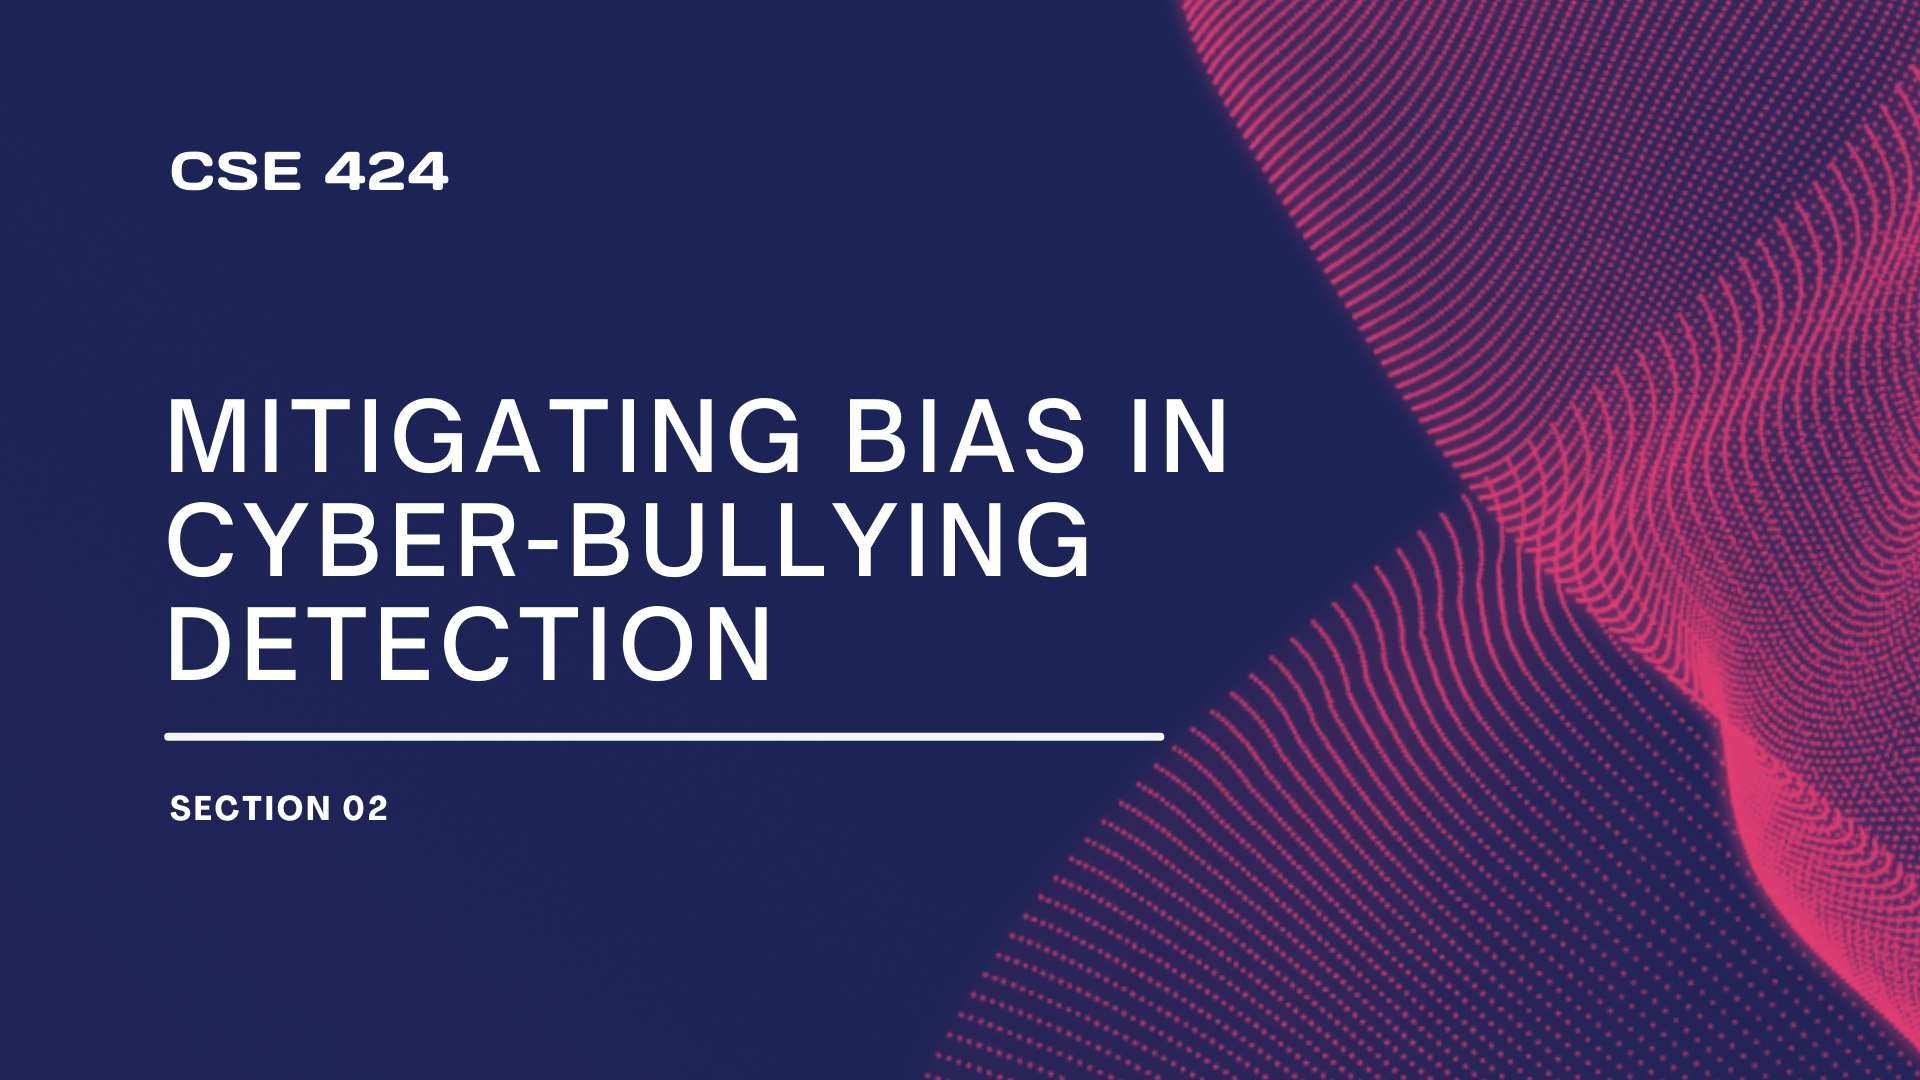 CSE 424
MITIGATING BIAS IN
CYBER-BULLYING
DETECTION
SECTION 02